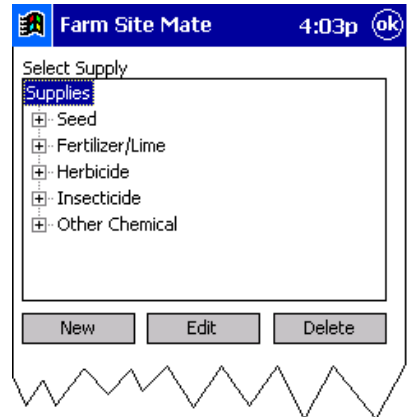 Farm Site Mate 4:03p ok
Select Supply
Supplies
Seed
Fertilizer/Lime
Herbicide
Insecticide
Other Chemical
New Edit Delete